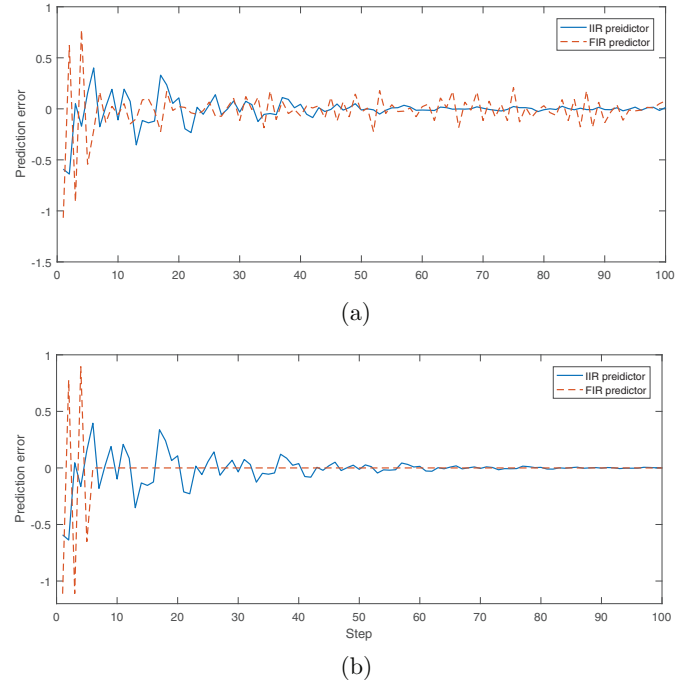 1
0.5
0
-0.5
-1
-1.5
Prediction error
IIR preidictor
FIR predictor
0 10 20 30 40 50 60 70 80 90 100
(a)
1
0.5
0
-0.5
-1
Prediction error
IIR preidictor
FIR predictor
0 10 20 30 40 50 60 70 80 90 100
Step
(b)